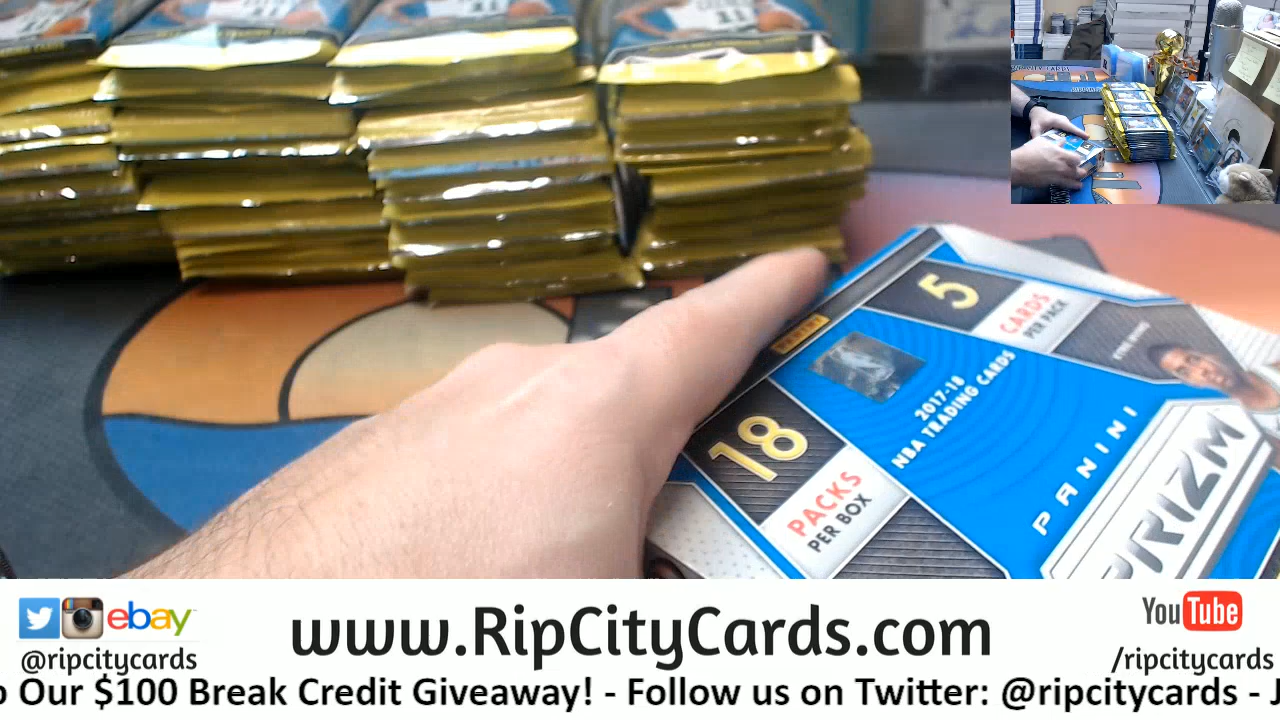 5
CARDS
PER PACK
PANINI
2017-18
NBA TRADING CARDS
18
PACKS
PER BOX
PANINI
PRIZM
ebay
@ripcitycards
www.RipCityCards.com
YouTube
/ripcitycards
Our $100 Break Credit Giveaway! - Follow us on Twitter: @ripcitycards - J